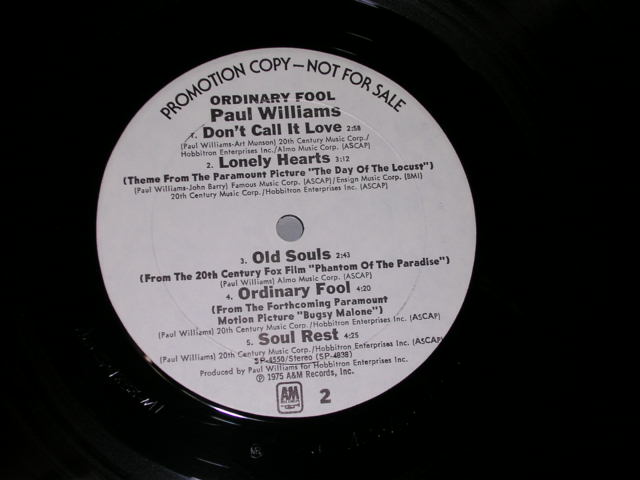 PROMOTION COPY—NOT FOR SALE
ORDINARY FOOL
Paul Williams
1. Don't Call It Love 2:58
(Paul Williams-Art Munson) 20th Century Music Corp./
Hobbitron Enterprises Inc./Almo Music Corp. (ASCAP)
2. Lonely Hearts 3:12
(Theme From The Paramount Picture "The Day Of The Locust")
(Paul Williams-John Barry) Famous Music Corp. (ASCAP)/Ensign Music Corp. (BMI)
20th Century Music Corp./Hobbitron Enterprises Inc. (ASCAP)
3. Old Souls 2:43
(From The 20th Century Fox Film "Phantom Of The Paradise")
(Paul Williams) Almo Music Corp. (ASCAP)
4. Ordinary Fool 4:20
(From The Forthcoming Paramount
Motion Picture "Bugsy Malone")
(Paul Williams) 20th Century Music Corp./Hobbitron Enterprises Inc. (ASCAP)
5. Soul Rest 4:25
(Paul Williams) 20th Century Music Corp./Hobbitron Enterprises Inc. (ASCAP)
SP-4550/Stereo (SP-4838)
Produced by Paul Williams for Hobbitron Enterprises Inc.
℗ 1975 A&M Records, Inc.
A&M
2